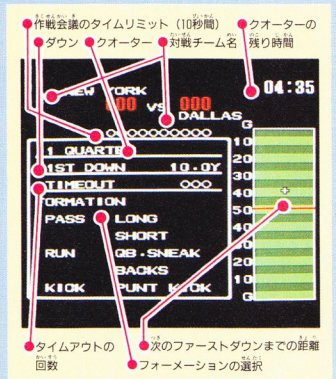 作戦会議のタイムリミット(10秒間) クオーターの
ダウン クオーター 対戦チーム名 残り時間
NEW YORK
04:35
000 VS 000
DALLAS
G
10
1 QUARTER
20
1ST DOWN 10.0Y
30
TIMEOUT
40
FORMATION
50
PASS LONG
40
SHORT
30
RUN QB.SNEAK
20
BACKS
10
KICK PUNT KICK
G
タイムアウトの 次のファーストダウンまでの距離
回数 フォーメーションの選択